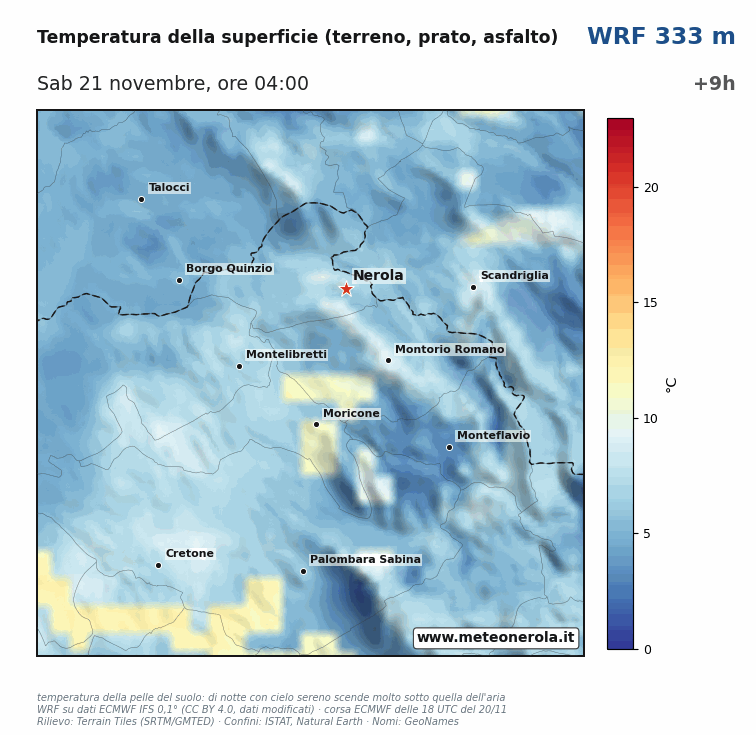 Temperatura della superficie (terreno, prato, asfalto)
WRF 333 m
Sab 21 novembre, ore 04:00
+9h
Talocci
Borgo Quinzio
Nerola
Scandriglia
Montelibretti
Montorio Romano
Moricone
Monteflavio
Cretone
Palombara Sabina
www.meteonerola.it
20
15
10
5
0
°C
temperatura della pelle del suolo: di notte con cielo sereno scende molto sotto quella dell'aria
WRF su dati ECMWF IFS 0,1° (CC BY 4.0, dati modificati) · corsa ECMWF delle 18 UTC del 20/11
Rilievo: Terrain Tiles (SRTM/GMTED) · Confini: ISTAT, Natural Earth · Nomi: GeoNames